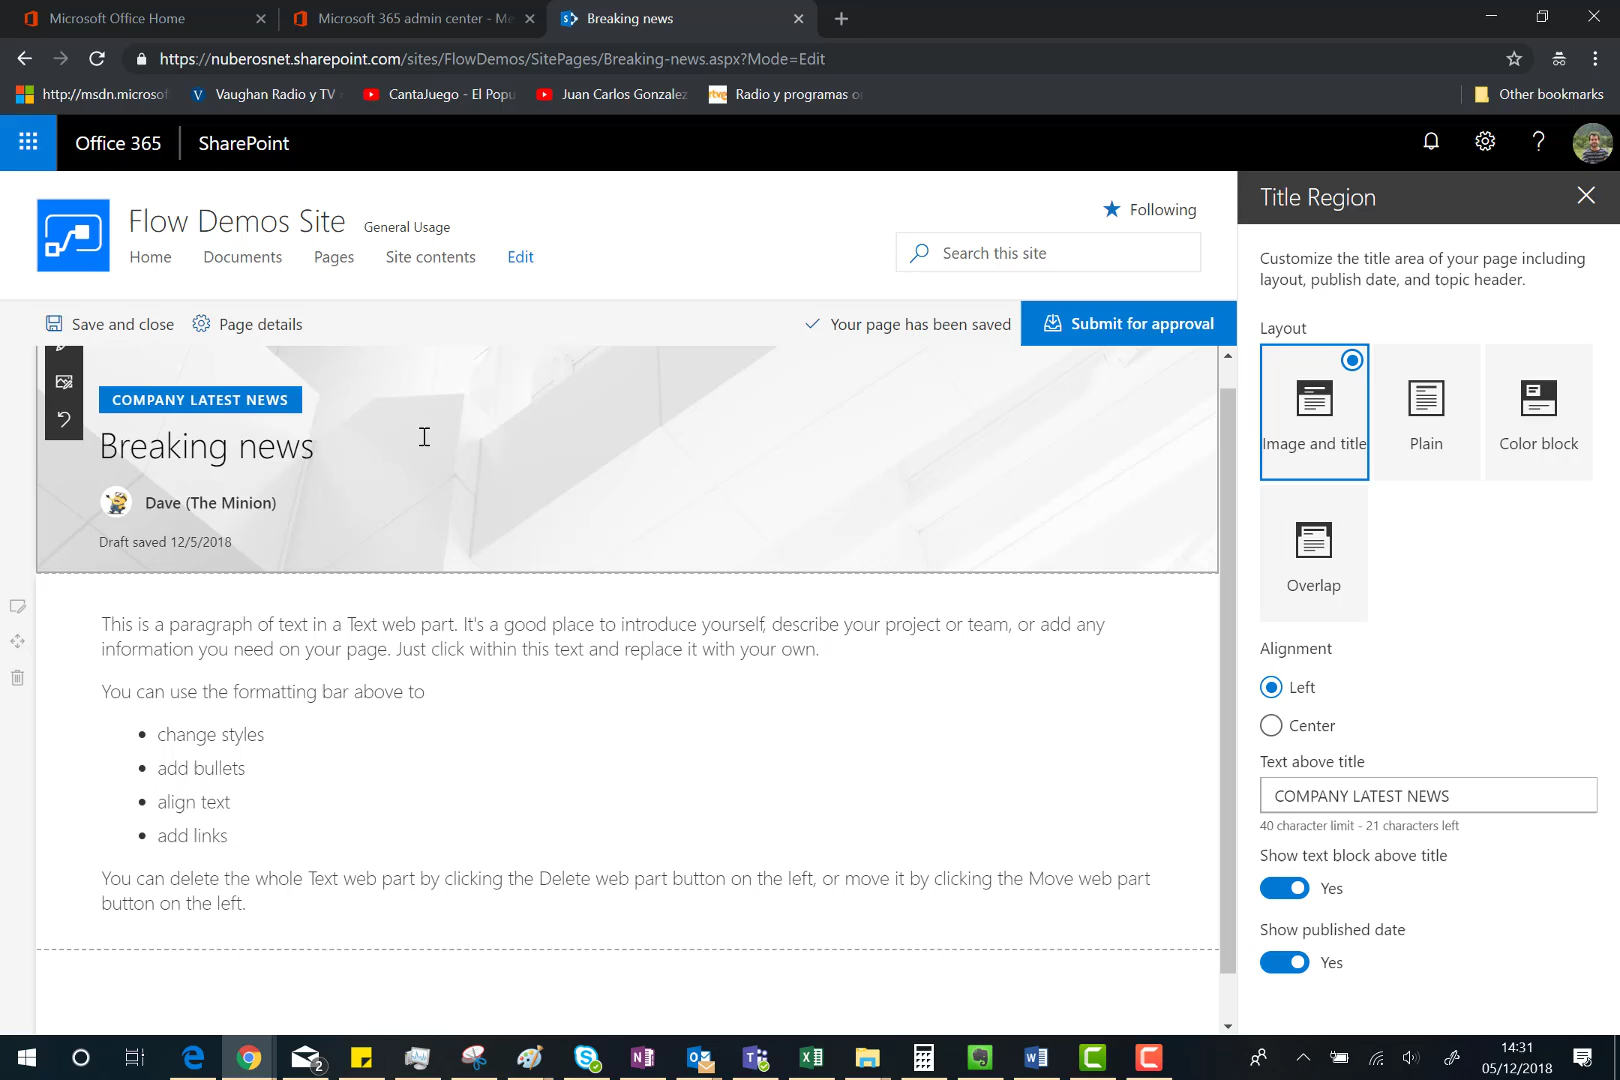 Microsoft Office Home
Microsoft 365 admin center - Me
Breaking news
https://nuberosnet.sharepoint.com/sites/FlowDemos/SitePages/Breaking-news.aspx?Mode=Edit
http://msdn.microsof
Vaughan Radio y TV
CantaJuego - El Popu
Juan Carlos Gonzalez
Radio y programas o
Other bookmarks
Office 365
SharePoint
Flow Demos Site
General Usage
Following
Home
Documents
Pages
Site contents
Edit
Search this site
Save and close
Page details
Your page has been saved
Submit for approval
COMPANY LATEST NEWS
Breaking news
Dave (The Minion)
Draft saved 12/5/2018
This is a paragraph of text in a Text web part. It's a good place to introduce yourself, describe your project or team, or add any
information you need on your page. Just click within this text and replace it with your own.
You can use the formatting bar above to
• change styles
• add bullets
• align text
• add links
You can delete the whole Text web part by clicking the Delete web part button on the left, or move it by clicking the Move web part
button on the left.
Title Region
Customize the title area of your page including
layout, publish date, and topic header.
Layout
Image and title
Plain
Color block
Overlap
Alignment
Left
Center
Text above title
COMPANY LATEST NEWS
40 character limit - 21 characters left
Show text block above title
Yes
Show published date
Yes
2
14:31
05/12/2018